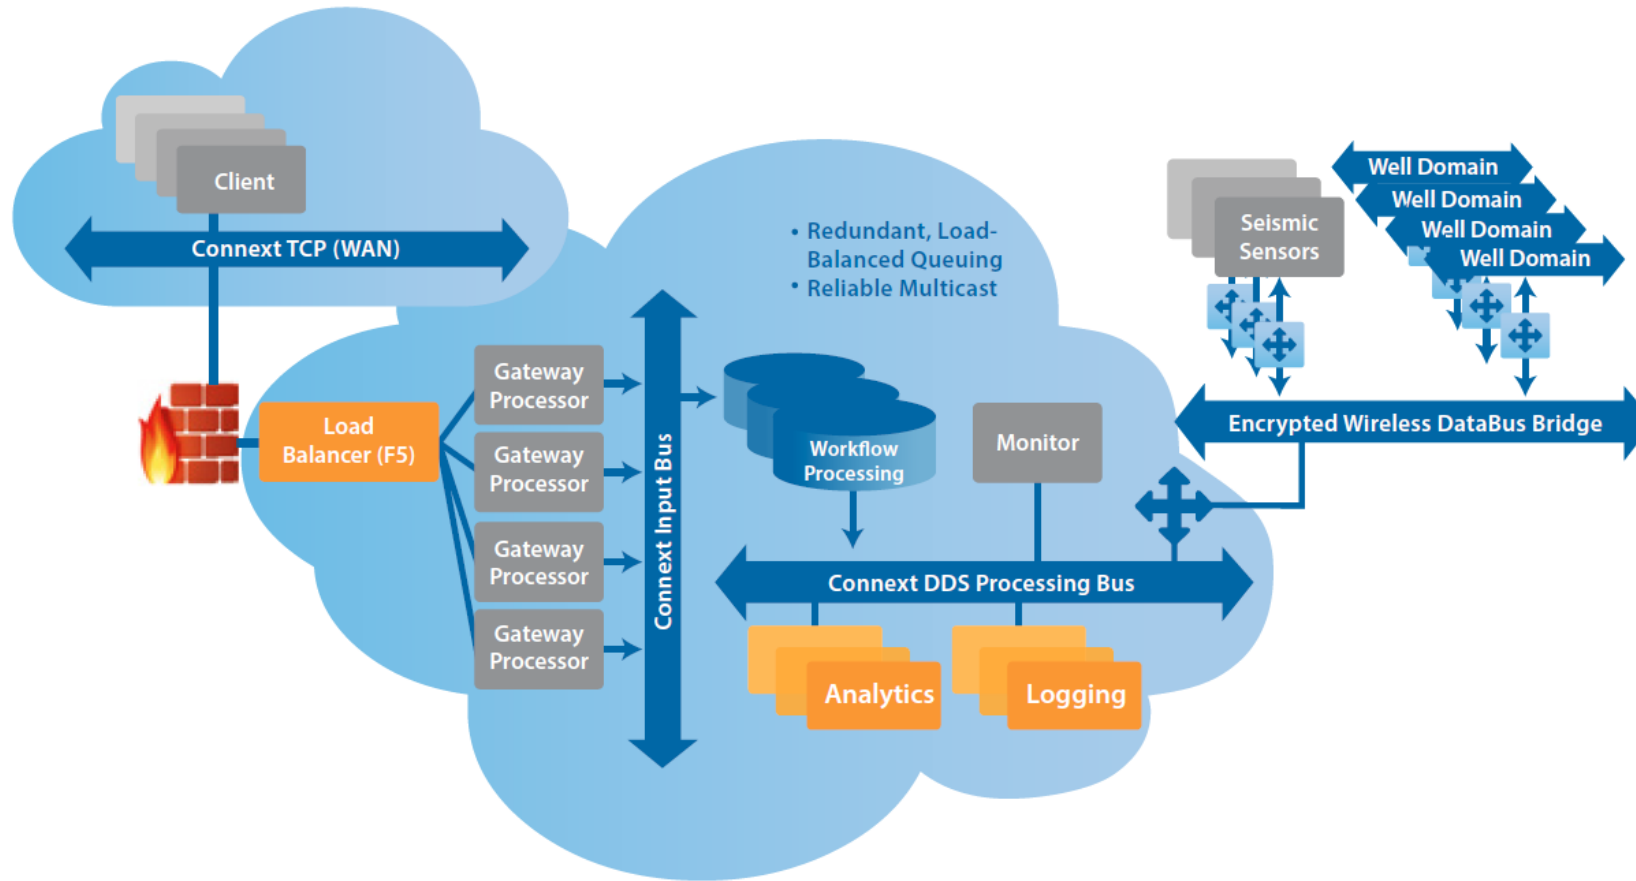 Client
Connext TCP (WAN)
Load
Balancer (F5)
Gateway
Processor
Gateway
Processor
Gateway
Processor
Gateway
Processor
Connext Input Bus
• Redundant, Load-
Balanced Queuing
• Reliable Multicast
Workflow
Processing
Monitor
Connext DDS Processing Bus
Analytics
Logging
Seismic
Sensors
Well Domain
Well Domain
Well Domain
Well Domain
Encrypted Wireless DataBus Bridge